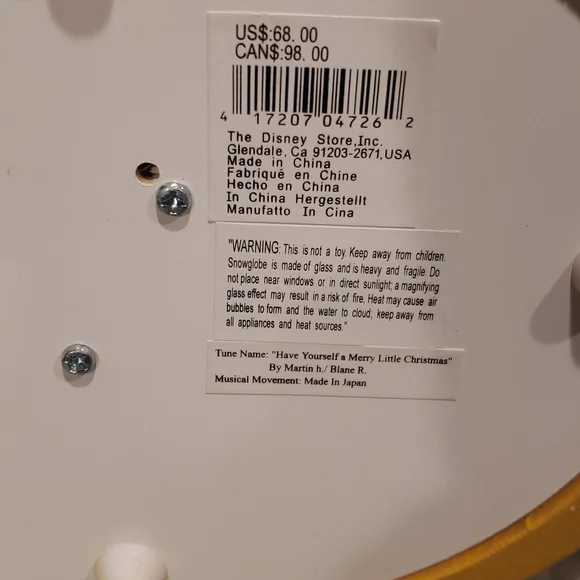 US$:68. 00
CAN$:98. 00
4 17207 04726 2
The Disney Store,Inc.
Glendale, Ca 91203-2671,USA
Made in China
Fabriqué en Chine
Hecho en China
In China Hergestellt
Manufatto In Cina
"WARNING: This is not a toy. Keep away from children.
Snowglobe is made of glass and is heavy and fragile. Do
not place near windows or in direct sunlight, a magnifying
glass effect may result in a risk of fire. Heat may cause air
bubbles to form and the water to cloud; keep away from
all appliances and heat sources."
Tune Name: "Have Yourself a Merry Little Christmas"
By Martin h./ Blane R.
Musical Movement: Made In Japan